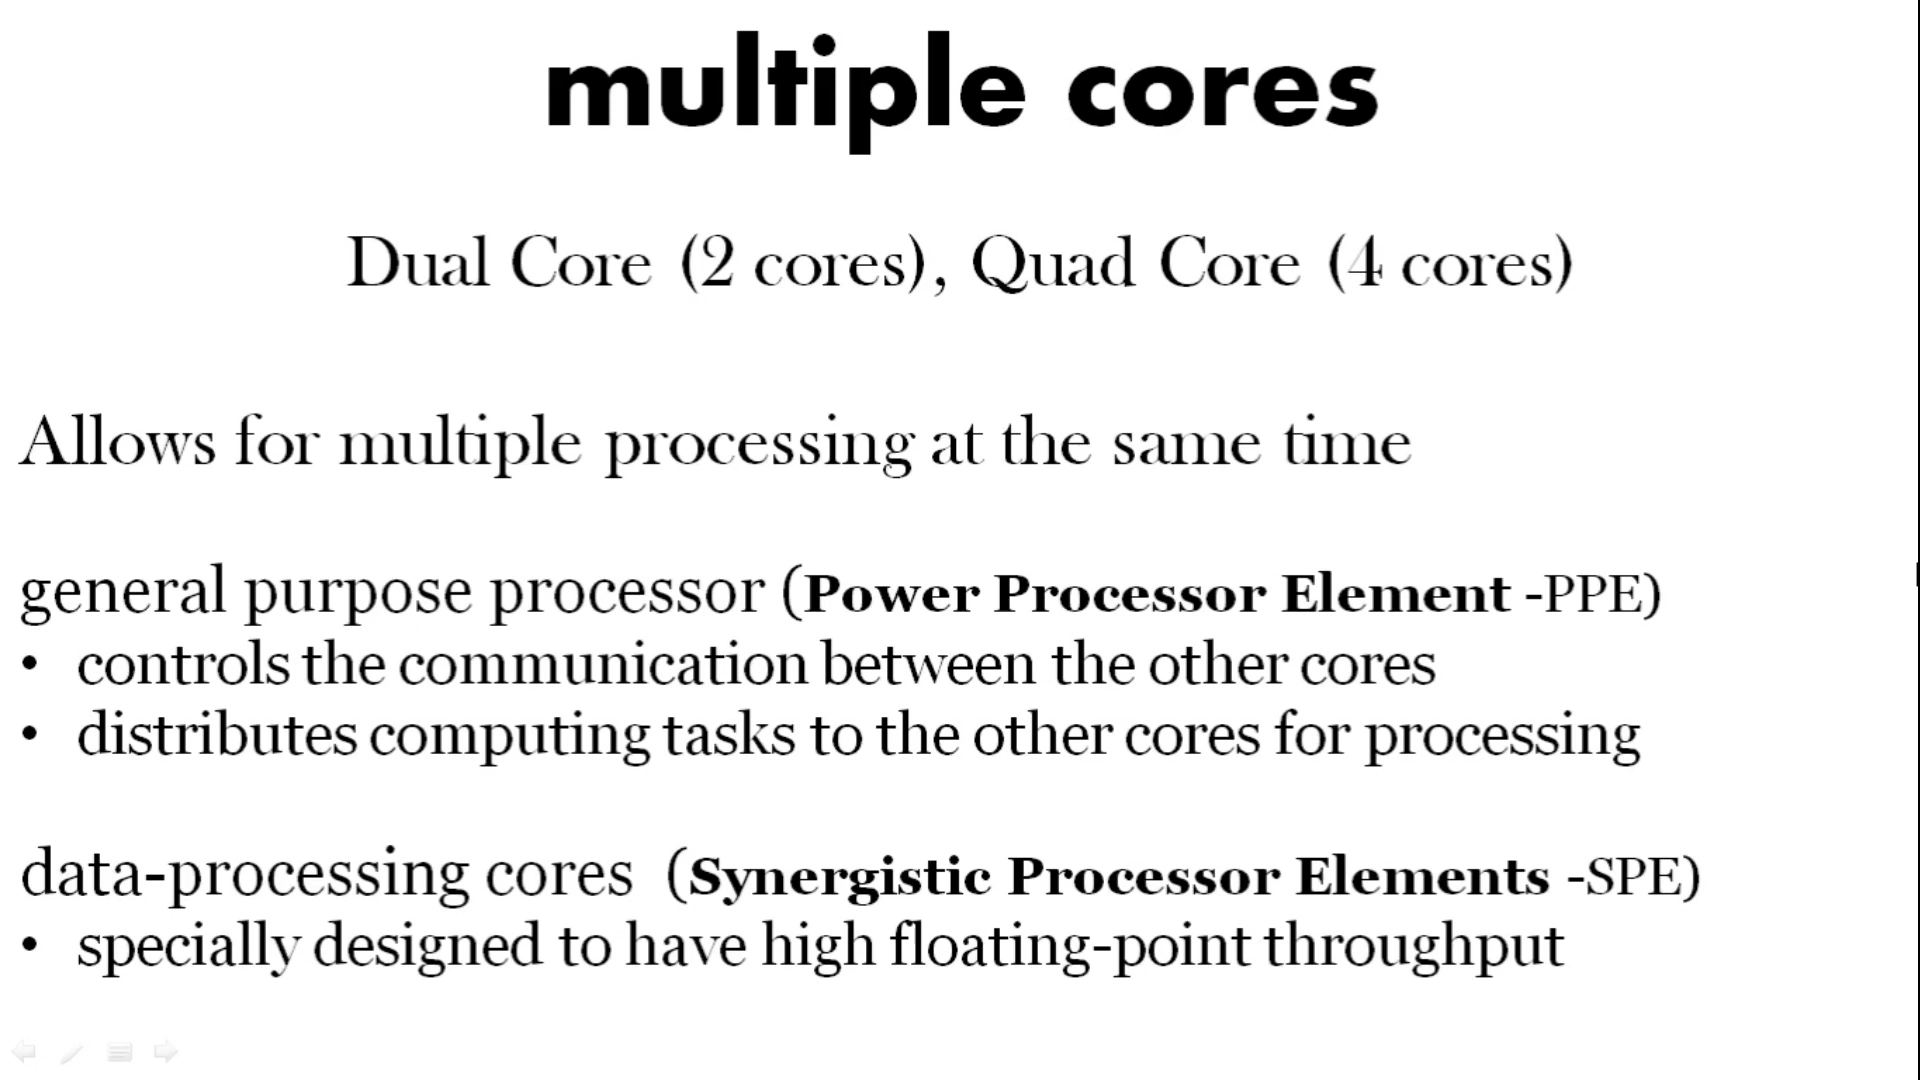 multiple cores
Dual Core (2 cores), Quad Core (4 cores)
Allows for multiple processing at the same time
general purpose processor (Power Processor Element -PPE)
• controls the communication between the other cores
• distributes computing tasks to the other cores for processing
data-processing cores (Synergistic Processor Elements -SPE)
• specially designed to have high floating-point throughput